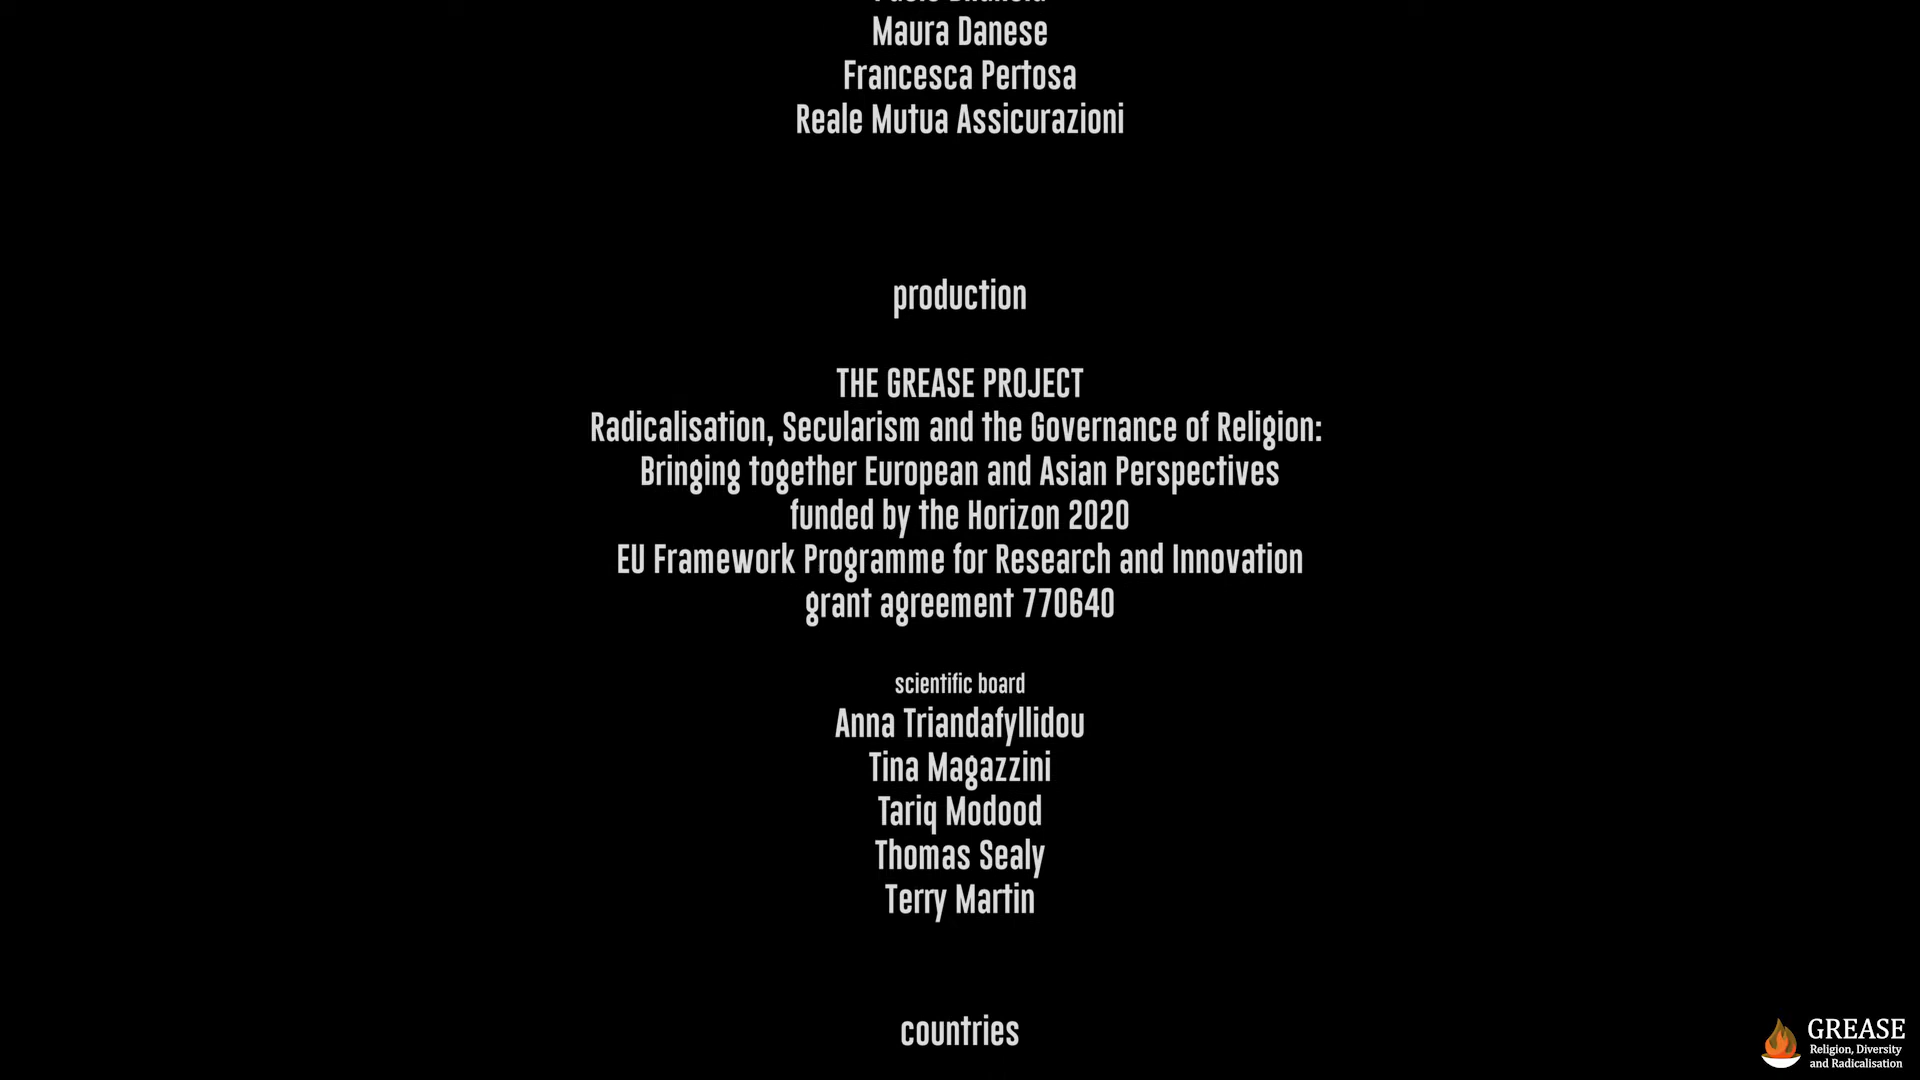 Maura Danese
Francesca Pertosa
Reale Mutua Assicurazioni
production
THE GREASE PROJECT
Radicalisation, Secularism and the Governance of Religion:
Bringing together European and Asian Perspectives
funded by the Horizon 2020
EU Framework Programme for Research and Innovation
grant agreement 770640
scientific board
Anna Triandafyllidou
Tina Magazzini
Tariq Modood
Thomas Sealy
Terry Martin
countries
GREASE
Religion, Diversity
and Radicalisation